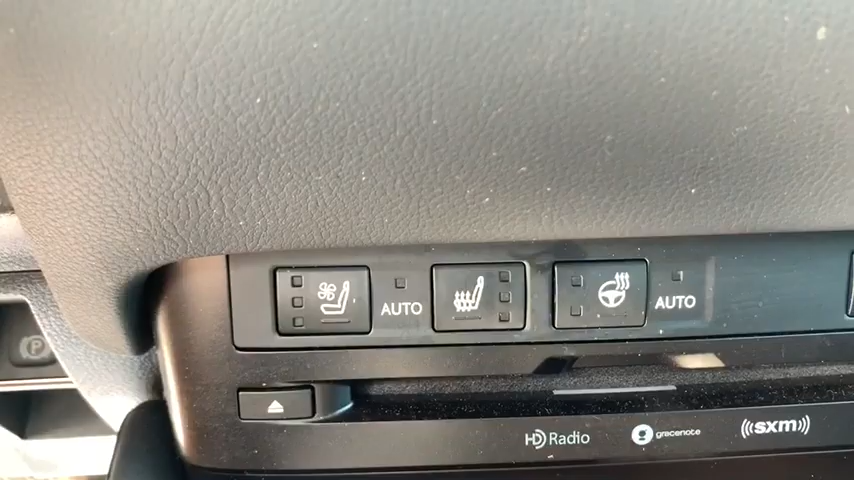 AUTO
AUTO
P
HD Radio
gracenote
sxm